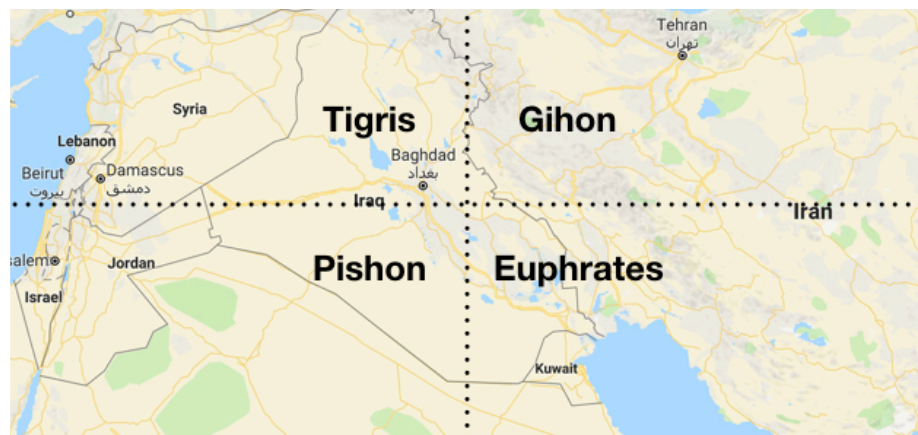 Tehran
تهران
Syria
Tigris
Gihon
Lebanon
Baghdad
بغداد
Beirut
بيروت
Damascus
دمشق
Iraq
Iran
salem
Jordan
Pishon
Euphrates
Israel
Kuwait